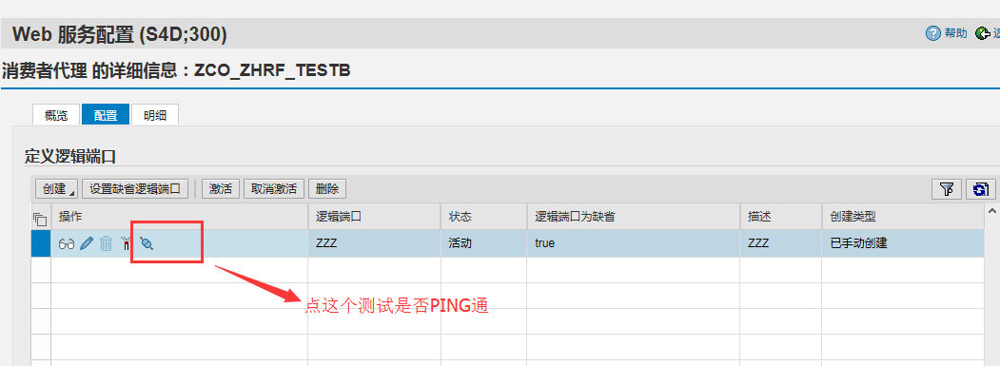 Web 服务配置 (S4D;300)
帮助
消费者代理 的详细信息：ZCO_ZHRF_TESTB
概览 配置 明细
定义逻辑端口
创建 设置缺省逻辑端口 激活 取消激活 删除
操作 逻辑端口 状态 逻辑端口为缺省 描述 创建类型
ZZZ 活动 true ZZZ 已手动创建
点这个测试是否PING通